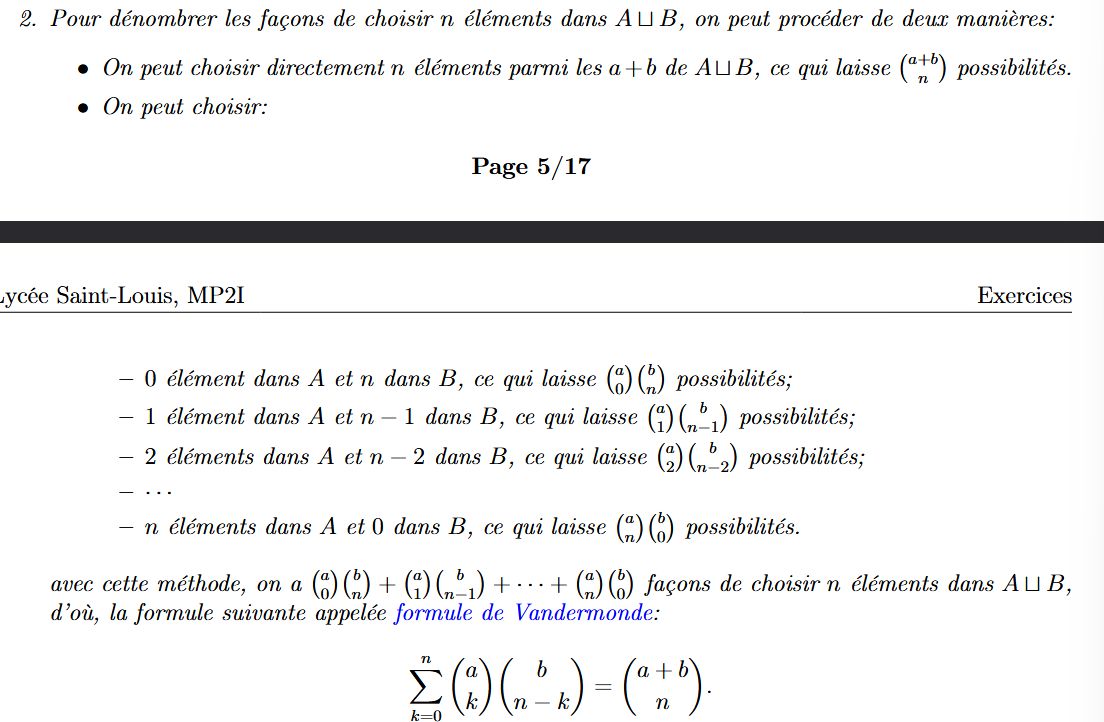 2. Pour dénombrer les façons de choisir n éléments dans A ⊔ B, on peut procéder de deux manières:
• On peut choisir directement n éléments parmi les a+b de A⊔B, ce qui laisse \binom{a+b}{n} possibilités.
• On peut choisir:
Page 5/17
ycée Saint-Louis, MP2I
Exercices
– 0 élément dans A et n dans B, ce qui laisse \binom{a}{0}\binom{b}{n} possibilités;
– 1 élément dans A et n − 1 dans B, ce qui laisse \binom{a}{1}\binom{b}{n−1} possibilités;
– 2 éléments dans A et n − 2 dans B, ce qui laisse \binom{a}{2}\binom{b}{n−2} possibilités;
– · · ·
– n éléments dans A et 0 dans B, ce qui laisse \binom{a}{n}\binom{b}{0} possibilités.
avec cette méthode, on a \binom{a}{0}\binom{b}{n} + \binom{a}{1}\binom{b}{n−1} + · · · + \binom{a}{n}\binom{b}{0} façons de choisir n éléments dans A ⊔ B,
d'où, la formule suivante appelée formule de Vandermonde:
\sum_{k=0}^{n} \binom{a}{k}\binom{b}{n − k} = \binom{a + b}{n}.